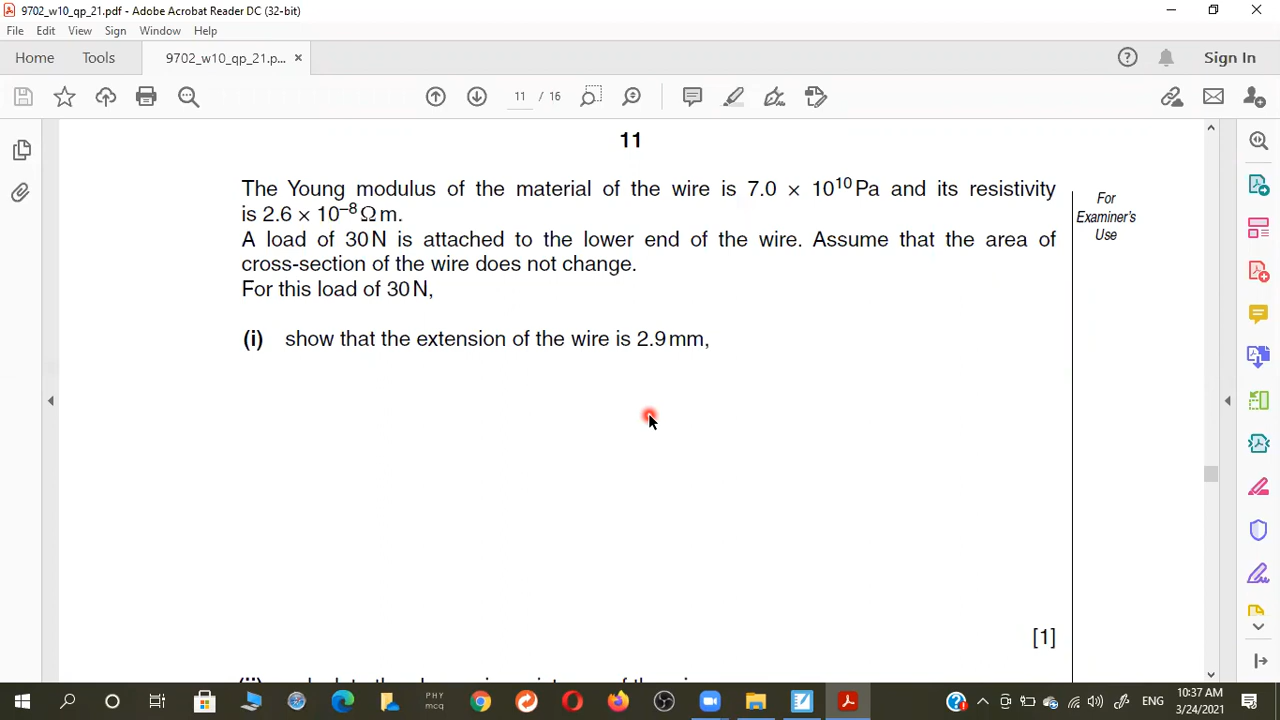 9702_w10_qp_21.pdf - Adobe Acrobat Reader DC (32-bit)
File Edit View Sign Window Help
Home Tools 9702_w10_qp_21.p... × Sign In
11 / 16
11
The Young modulus of the material of the wire is 7.0 × 10¹⁰ Pa and its resistivity
is 2.6 × 10⁻⁸ Ω m.
A load of 30 N is attached to the lower end of the wire. Assume that the area of
cross-section of the wire does not change.
For this load of 30 N,
For
Examiner's
Use
(i) show that the extension of the wire is 2.9 mm,
[1]
PHY
mcq
ENG
10:37 AM
3/24/2021